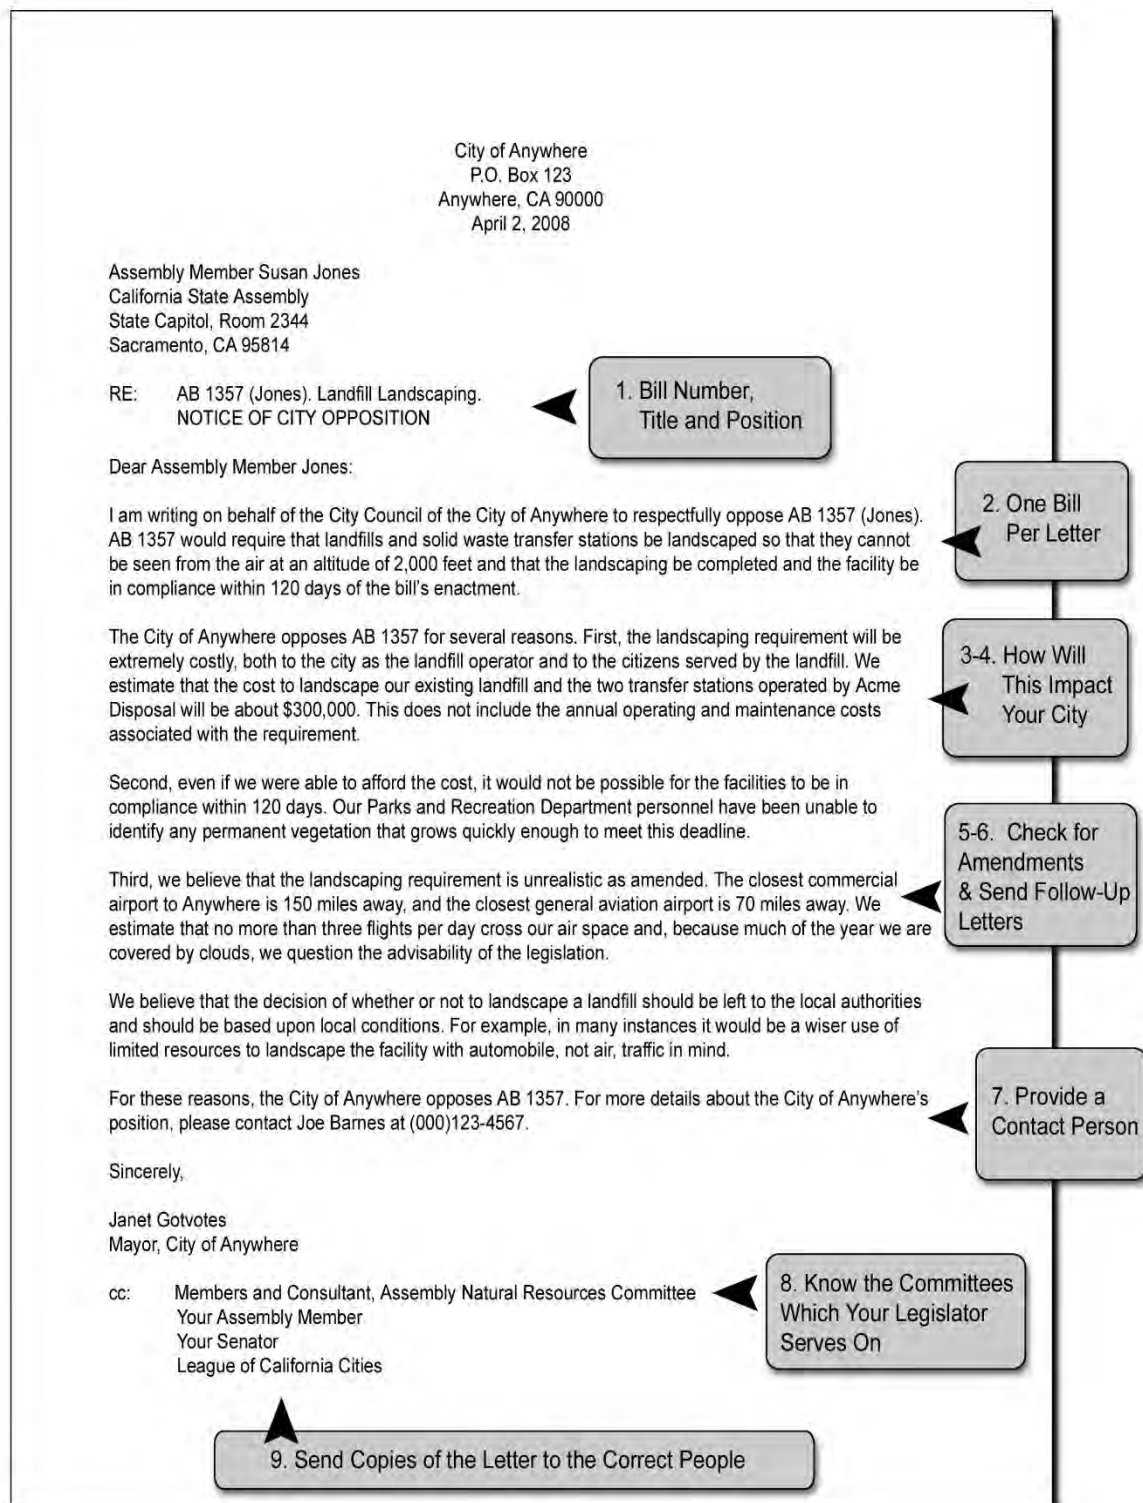 City of Anywhere
P.O. Box 123
Anywhere, CA 90000
April 2, 2008
Assembly Member Susan Jones
California State Assembly
State Capitol, Room 2344
Sacramento, CA 95814
RE: AB 1357 (Jones). Landfill Landscaping.
NOTICE OF CITY OPPOSITION
1. Bill Number,
Title and Position
Dear Assembly Member Jones:
I am writing on behalf of the City Council of the City of Anywhere to respectfully oppose AB 1357 (Jones).
AB 1357 would require that landfills and solid waste transfer stations be landscaped so that they cannot
be seen from the air at an altitude of 2,000 feet and that the landscaping be completed and the facility be
in compliance within 120 days of the bill's enactment.
2. One Bill
Per Letter
The City of Anywhere opposes AB 1357 for several reasons. First, the landscaping requirement will be
extremely costly, both to the city as the landfill operator and to the citizens served by the landfill. We
estimate that the cost to landscape our existing landfill and the two transfer stations operated by Acme
Disposal will be about $300,000. This does not include the annual operating and maintenance costs
associated with the requirement.
3-4. How Will
This Impact
Your City
Second, even if we were able to afford the cost, it would not be possible for the facilities to be in
compliance within 120 days. Our Parks and Recreation Department personnel have been unable to
identify any permanent vegetation that grows quickly enough to meet this deadline.
Third, we believe that the landscaping requirement is unrealistic as amended. The closest commercial
airport to Anywhere is 150 miles away, and the closest general aviation airport is 70 miles away. We
estimate that no more than three flights per day cross our air space and, because much of the year we are
covered by clouds, we question the advisability of the legislation.
5-6. Check for
Amendments
& Send Follow-Up
Letters
We believe that the decision of whether or not to landscape a landfill should be left to the local authorities
and should be based upon local conditions. For example, in many instances it would be a wiser use of
limited resources to landscape the facility with automobile, not air, traffic in mind.
For these reasons, the City of Anywhere opposes AB 1357. For more details about the City of Anywhere's
position, please contact Joe Barnes at (000)123-4567.
7. Provide a
Contact Person
Sincerely,
Janet Gotvotes
Mayor, City of Anywhere
cc: Members and Consultant, Assembly Natural Resources Committee
Your Assembly Member
Your Senator
League of California Cities
8. Know the Committees
Which Your Legislator
Serves On
9. Send Copies of the Letter to the Correct People